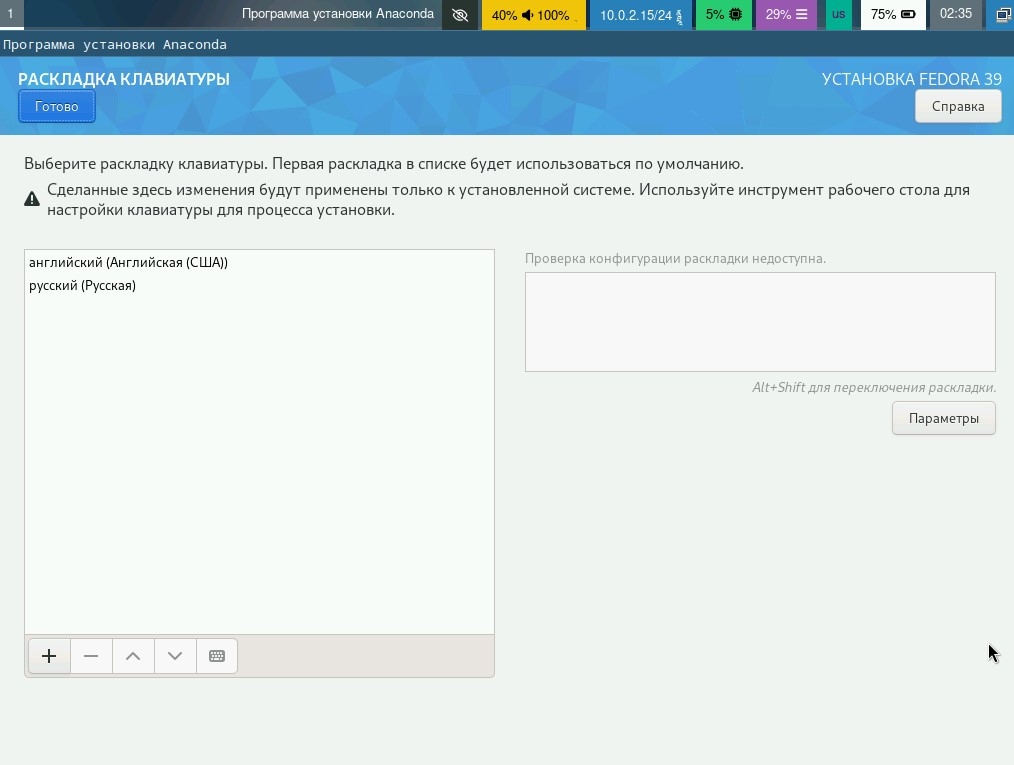 1
Программа установки Anaconda
40% 100%
10.0.2.15/24
5%
29%
us
75%
02:35
Программа установки Anaconda
РАСКЛАДКА КЛАВИАТУРЫ
УСТАНОВКА FEDORA 39
Готово
Справка
Выберите раскладку клавиатуры. Первая раскладка в списке будет использоваться по умолчанию.
Сделанные здесь изменения будут применены только к установленной системе. Используйте инструмент рабочего стола для
настройки клавиатуры для процесса установки.
английский (Английская (США))
русский (Русская)
Проверка конфигурации раскладки недоступна.
Alt+Shift для переключения раскладки.
Параметры